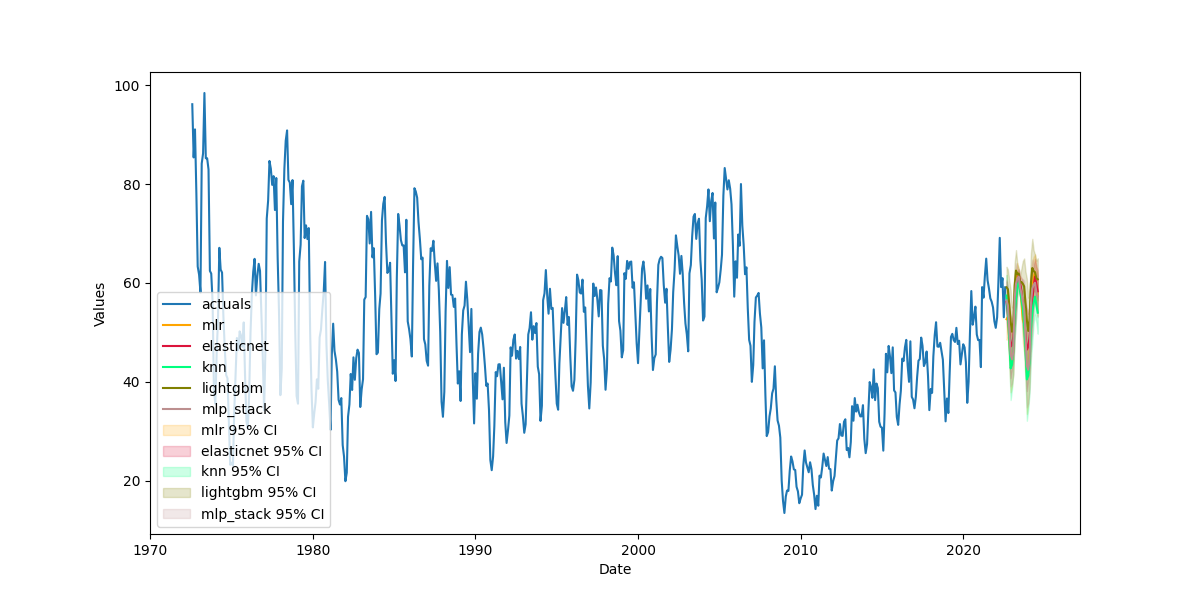 100
80
60
40
20
Values
actuals
mlr
elasticnet
knn
lightgbm
mlp_stack
mlr 95% CI
elasticnet 95% CI
knn 95% CI
lightgbm 95% CI
mlp_stack 95% CI
1970 1980 1990 2000 2010 2020
Date